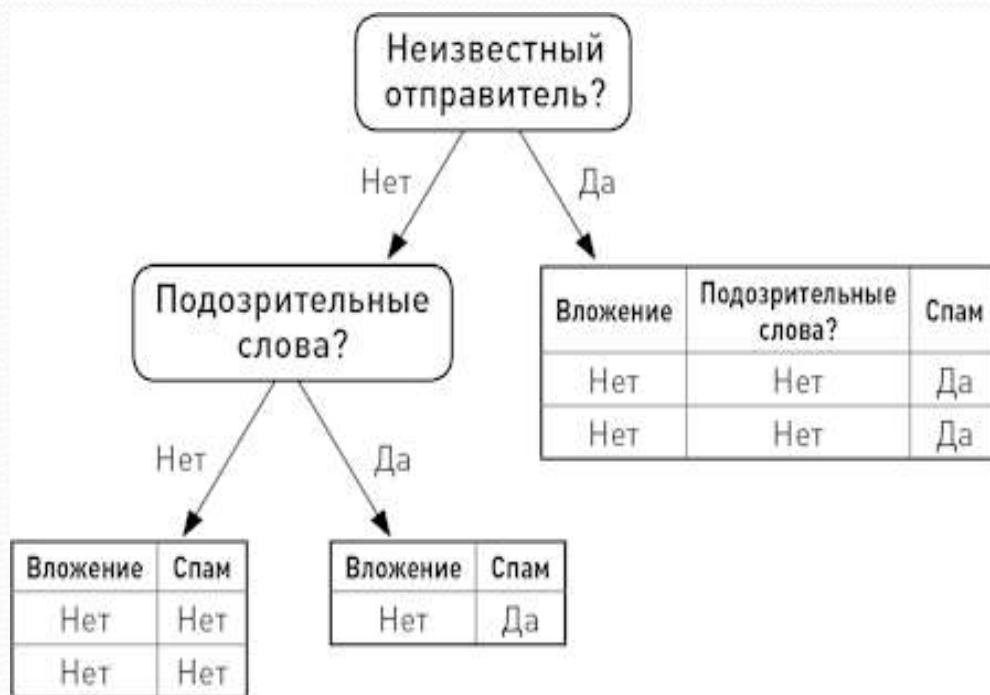 Неизвестный
отправитель?
Нет
Да
Подозрительные
слова?
Вложение Подозрительные слова? Спам
Нет Нет Да
Нет Нет Да
Нет
Да
Вложение Спам
Нет Нет
Нет Нет
Вложение Спам
Нет Да